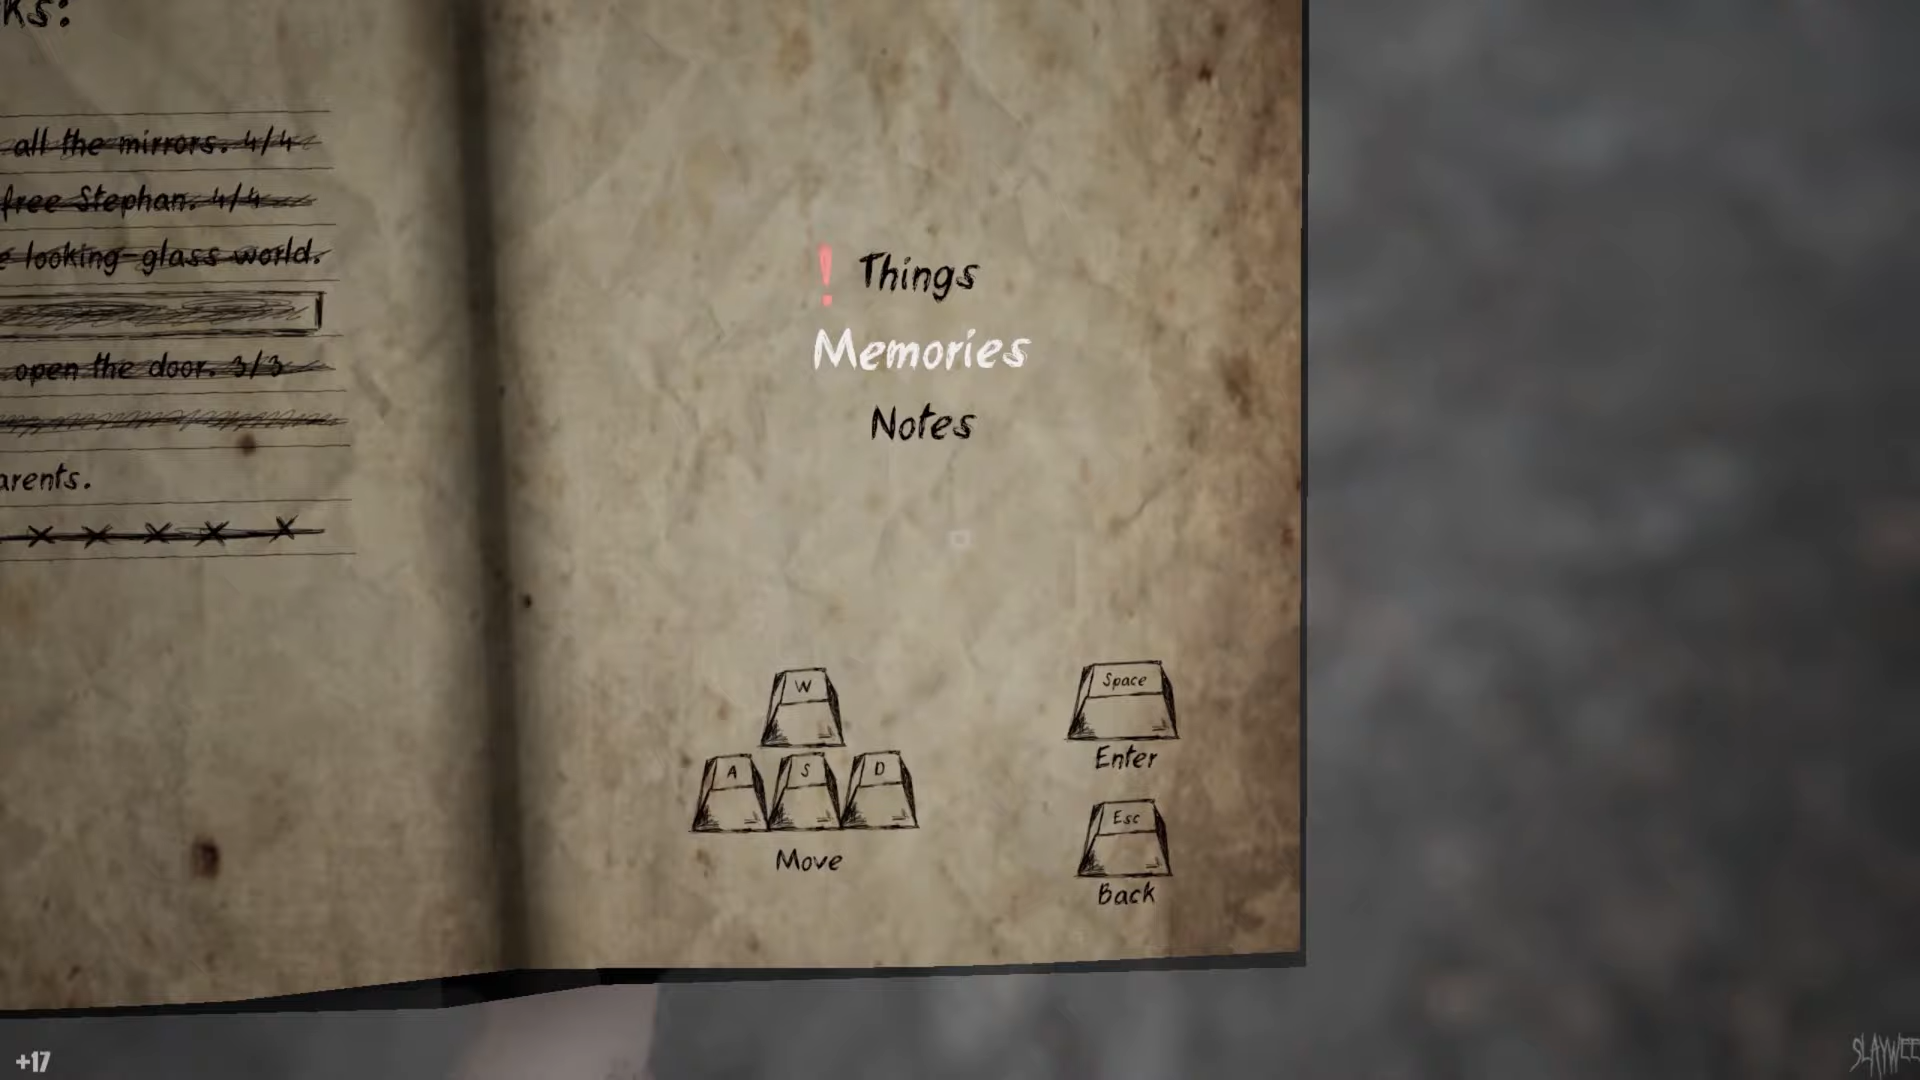 ks:
all the mirrors. 4/4
free Stephan. 4/4
e looking-glass world.
open the door. 3/3
arents.
! Things
Memories
Notes
W
A S D
Move
Space
Enter
Esc
Back
+17
SLAYWEE